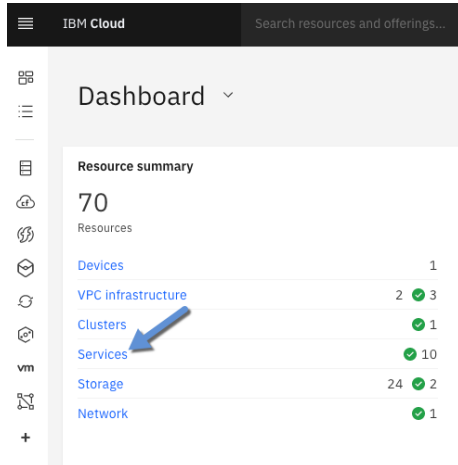 IBM Cloud Search resources and offerings...
Dashboard
Resource summary
70
Resources
Devices 1
VPC infrastructure 2 3
Clusters 1
Services 10
Storage 24 2
Network 1
cf
vm